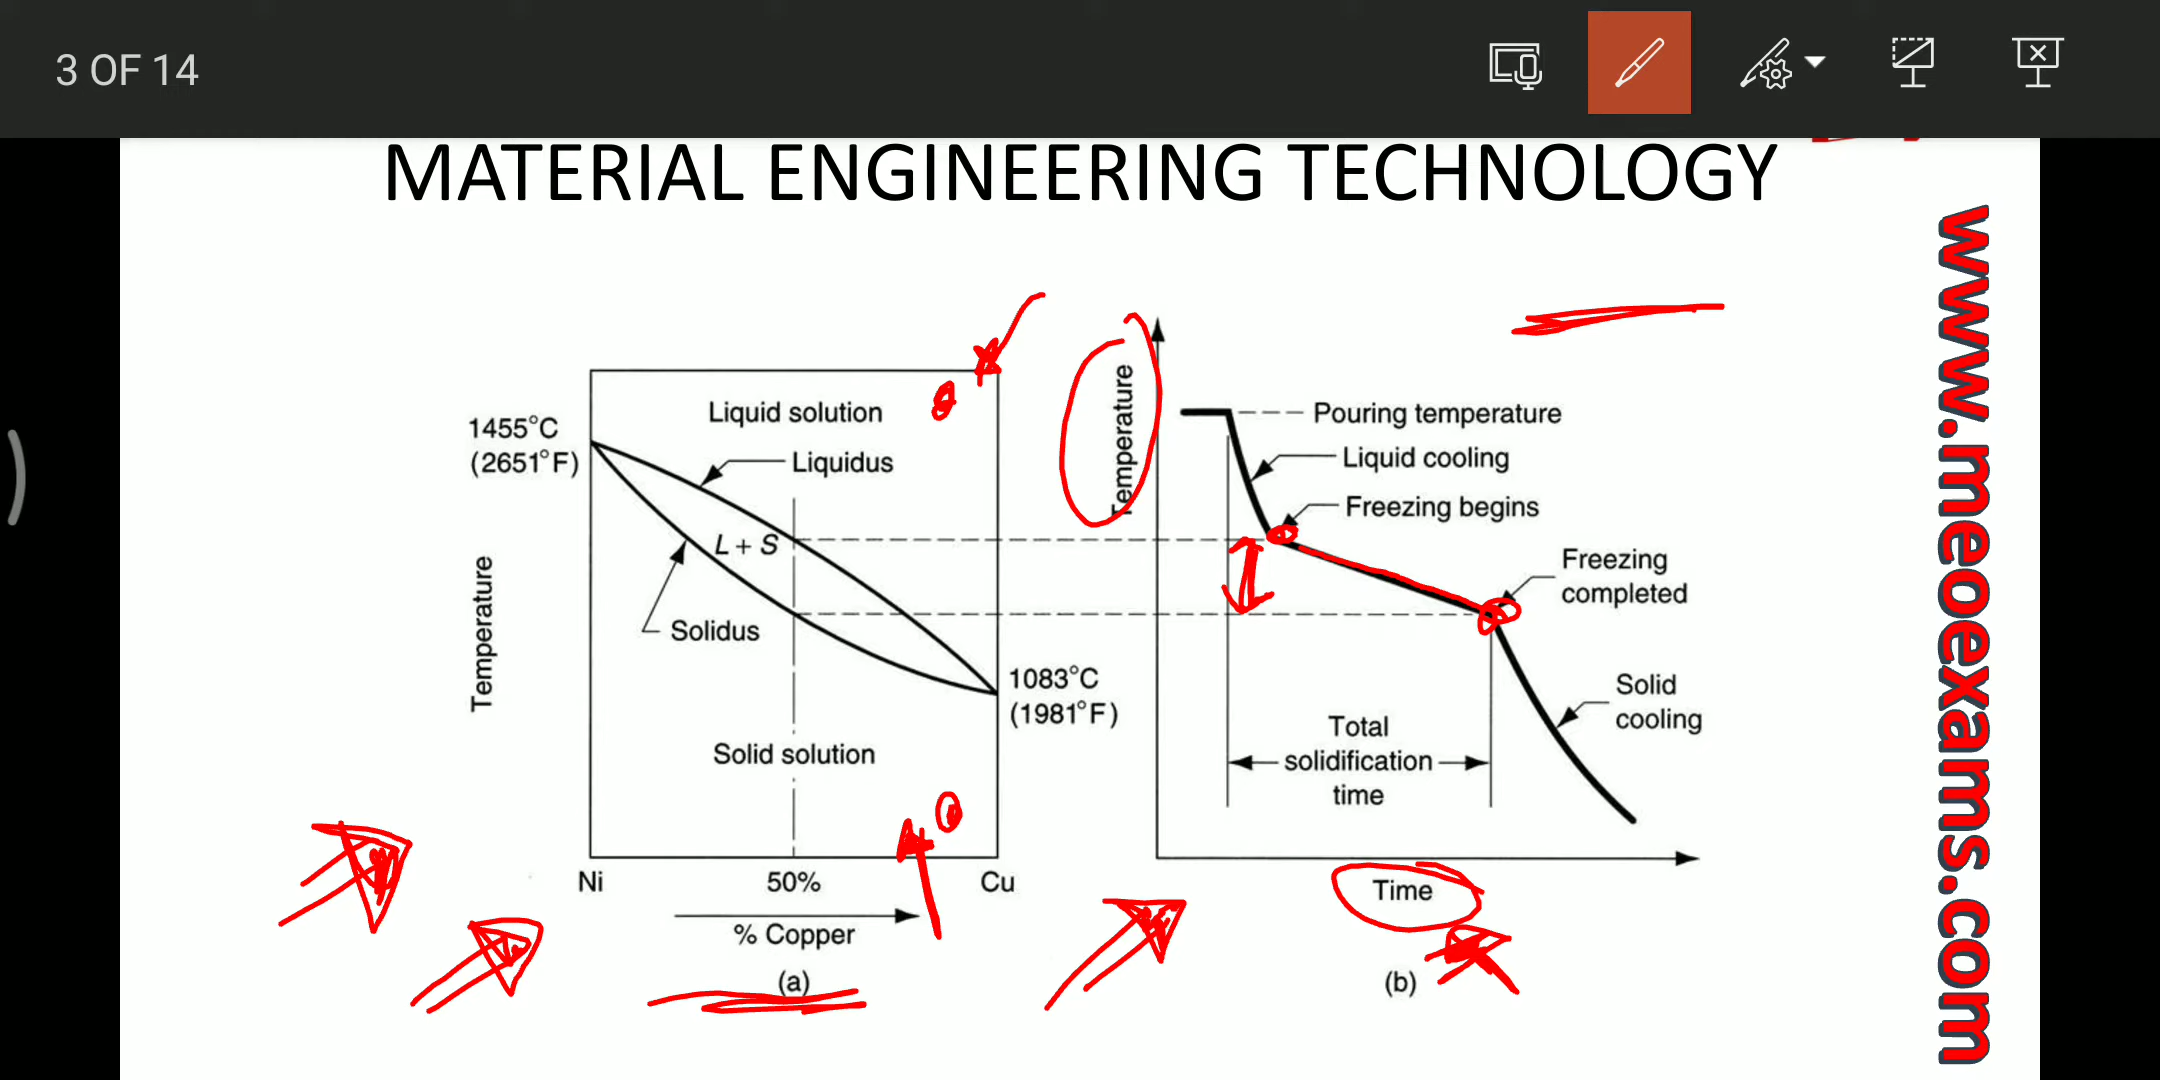 3 OF 14
MATERIAL ENGINEERING TECHNOLOGY
www.meoexams.com
1455°C
(2651°F)
Liquid solution
Liquidus
L + S
Solidus
Temperature
1083°C
(1981°F)
Solid solution
Ni
50%
Cu
% Copper
(a)
Temperature
Pouring temperature
Liquid cooling
Freezing begins
Freezing
completed
Solid
cooling
Total
solidification
time
Time
(b)